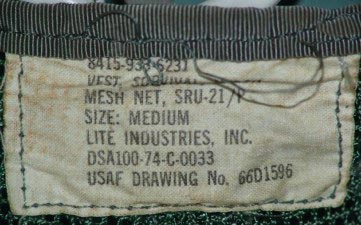 8415-933-6231
VEST, SURVIVAL
MESH NET, SRU-21/P
SIZE: MEDIUM
LITE INDUSTRIES, INC.
DSA100-74-C-0033
USAF DRAWING No. 66D1596